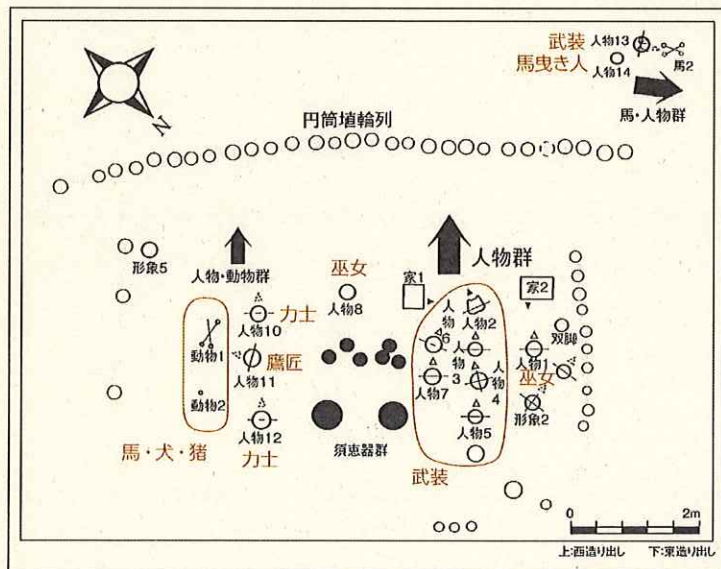 武装
人物13
馬2
馬曳き人
人物14
馬・人物群
N
円筒埴輪列
形象5
人物・動物群
巫女
人物8
人物群
家1
家2
人物2
人物6
双脚
力士
人物10
動物1
鷹匠
人物11
人物3
人物4
人物1
巫女
人物7
動物2
形象2
人物12
人物5
馬・犬・猪
力士
須恵器群
武装
0
2m
上:西造り出し
下:東造り出し